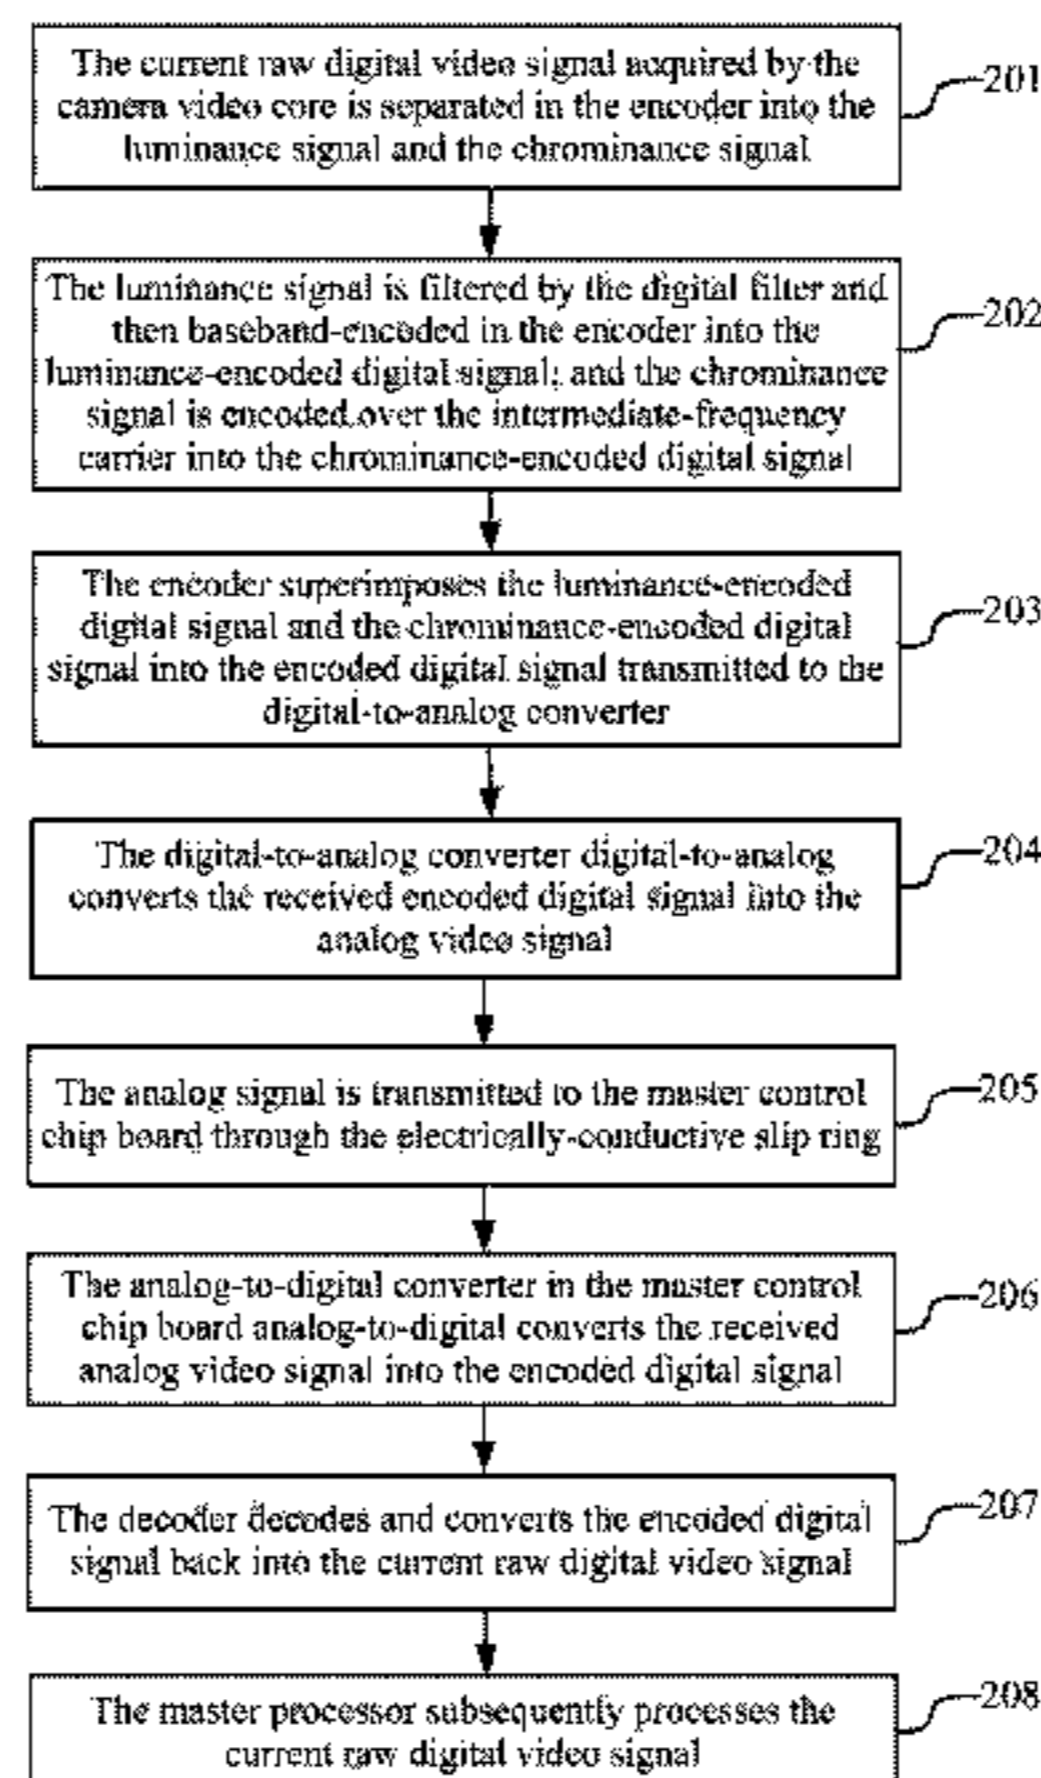 The current raw digital video signal acquired by the
camera video core is separated in the encoder into the
luminance signal and the chrominance signal
201
The luminance signal is filtered by the digital filter and
then baseband-encoded in the encoder into the
luminance-encoded digital signal; and the chrominance
signal is encoded over the intermediate-frequency
carrier into the chrominance-encoded digital signal
202
The encoder superimposes the luminance-encoded
digital signal and the chrominance-encoded digital
signal into the encoded digital signal transmitted to the
digital-to-analog converter
203
The digital-to-analog converter digital-to-analog
converts the received encoded digital signal into the
analog video signal
204
The analog signal is transmitted to the master control
chip board through the electrically-conductive slip ring
205
The analog-to-digital converter in the master control
chip board analog-to-digital converts the received
analog video signal into the encoded digital signal
206
The decoder decodes and converts the encoded digital
signal back into the current raw digital video signal
207
The master processor subsequently processes the
current raw digital video signal
208